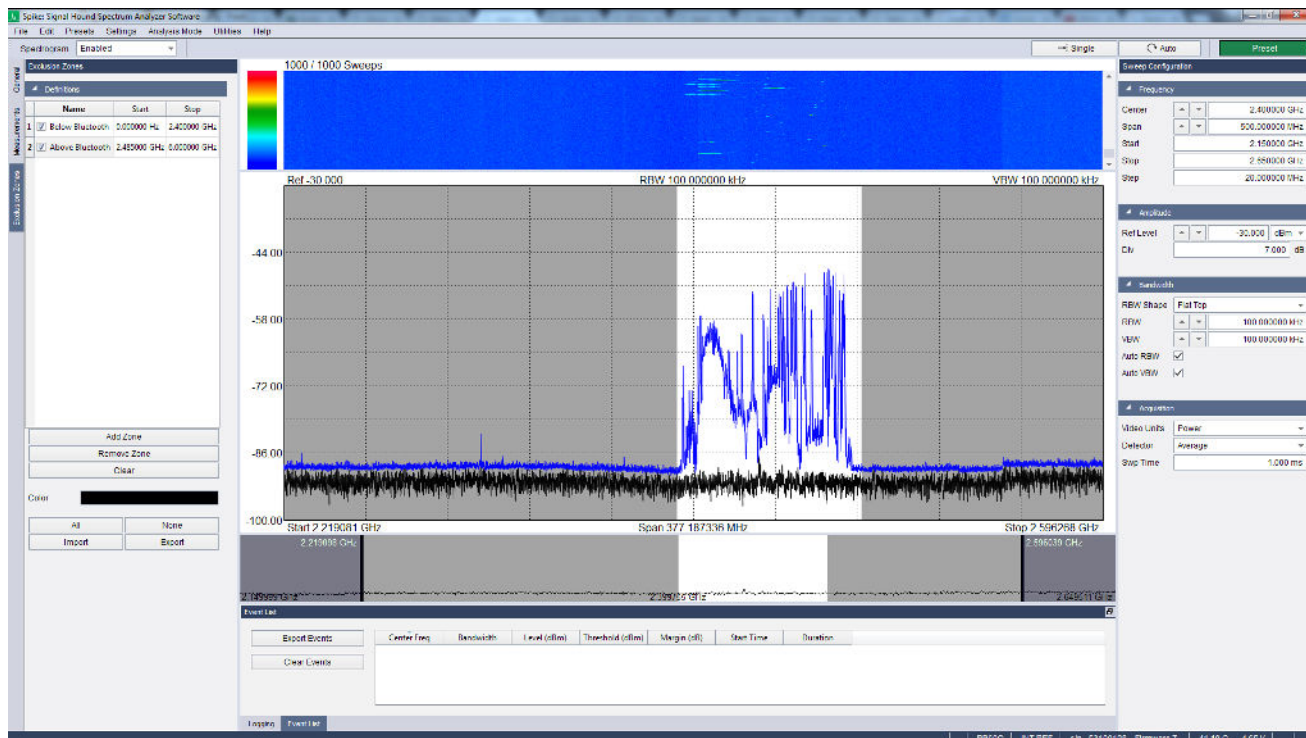 Spike: Signal Hound Spectrum Analyzer Software
File Edit Presets Settings Analysis Mode Utilities Help
Spectrogram Enabled
Single Auto Preset
General
Measurements
Exclusion Zones
Exclusion Zones
Definitions
Name Start Stop
1 Below Bluetooth 0.000000 Hz 2.400000 GHz
2 Above Bluetooth 2.485000 GHz 6.000000 GHz
Add Zone
Remove Zone
Clear
Color
All None
Import Export
1000 / 1000 Sweeps
Ref -30.000 RBW 100.000000 kHz VBW 100.000000 kHz
-44.00
-58.00
-72.00
-86.00
-100.00
Start 2.219081 GHz Span 377.187336 MHz Stop 2.596268 GHz
Event List
Export Events
Clear Events
Center Freq Bandwidth Level (dBm) Threshold (dBm) Margin (dB) Start Time Duration
Logging Event List
Sweep Configuration
Frequency
Center 2.400000 GHz
Span 500.000000 MHz
Start 2.150000 GHz
Stop 2.650000 GHz
Step 20.000000 MHz
Amplitude
Ref Level -30.000 dBm
Div 7.000 dB
Bandwidth
RBW Shape Flat Top
RBW 100.000000 kHz
VBW 100.000000 kHz
Auto RBW
Auto VBW
Acquisition
Video Units Power
Detector Average
Swp Time 1.000 ms